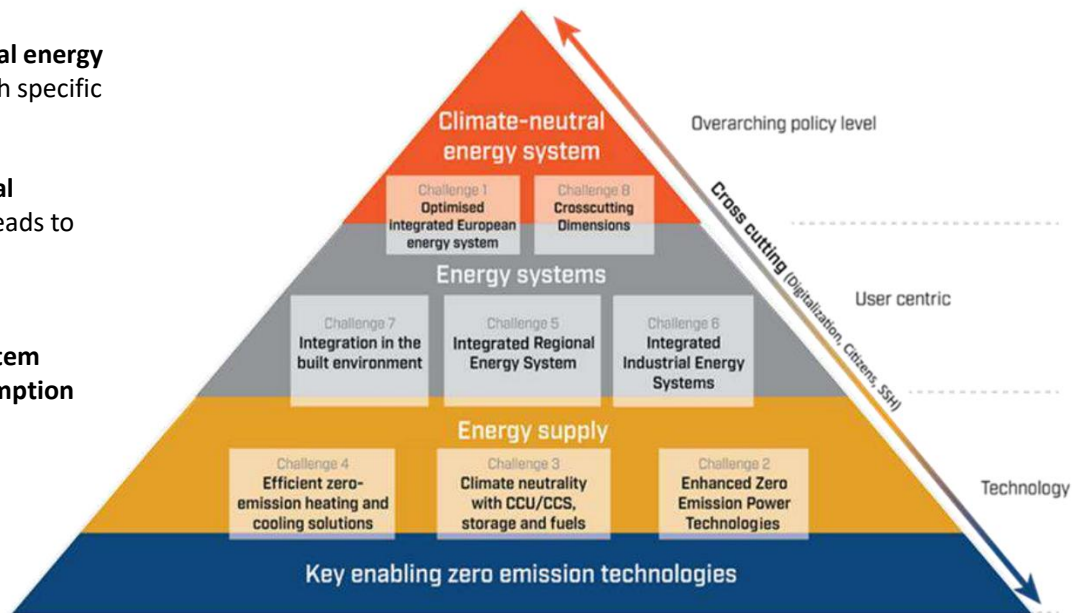 al energy
h specific
al
eads to
tem
mption
Climate-neutral
energy system
Overarching policy level
Challenge 1
Optimised
integrated European
energy system
Challenge 8
Crosscutting
Dimensions
Cross cutting (Digitalization, Citizens, SSH)
Energy systems
User centric
Challenge 7
Integration in the
built environment
Challenge 5
Integrated Regional
Energy System
Challenge 6
Integrated
Industrial Energy
Systems
Energy supply
Challenge 4
Efficient zero-
emission heating and
cooling solutions
Challenge 3
Climate neutrality
with CCU/CCS,
storage and fuels
Challenge 2
Enhanced Zero
Emission Power
Technologies
Technology
Key enabling zero emission technologies